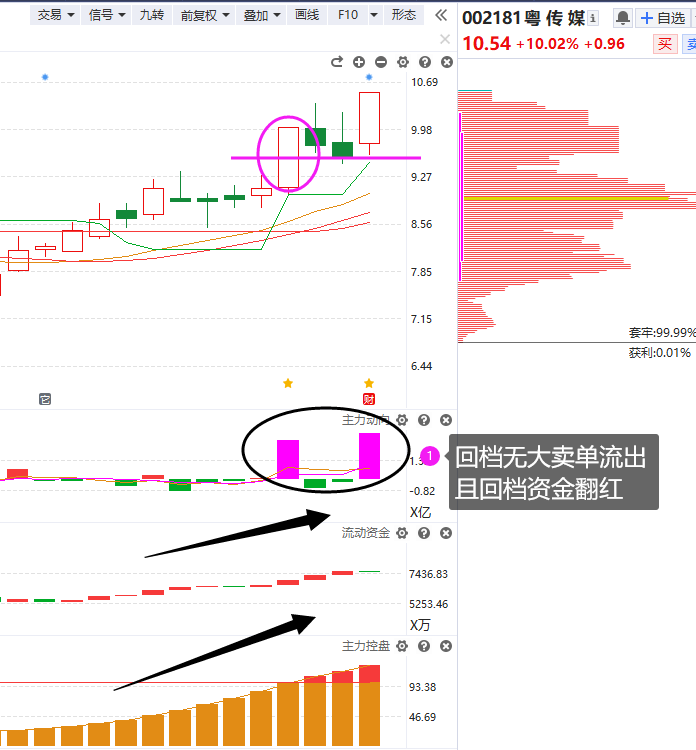 交易 信号 九转 前复权 叠加 画线 F10 形态
002181 粤 传 媒 自选
10.54 +10.02% +0.96 买 卖
10.69
9.98
9.27
8.56
7.85
7.15
6.44
套牢:99.99%
获利:0.01%
财
主力动向
-0.82
X亿
1
回档无大卖单流出
且回档资金翻红
流动资金
7436.83
5253.46
X万
主力控盘
93.38
46.69